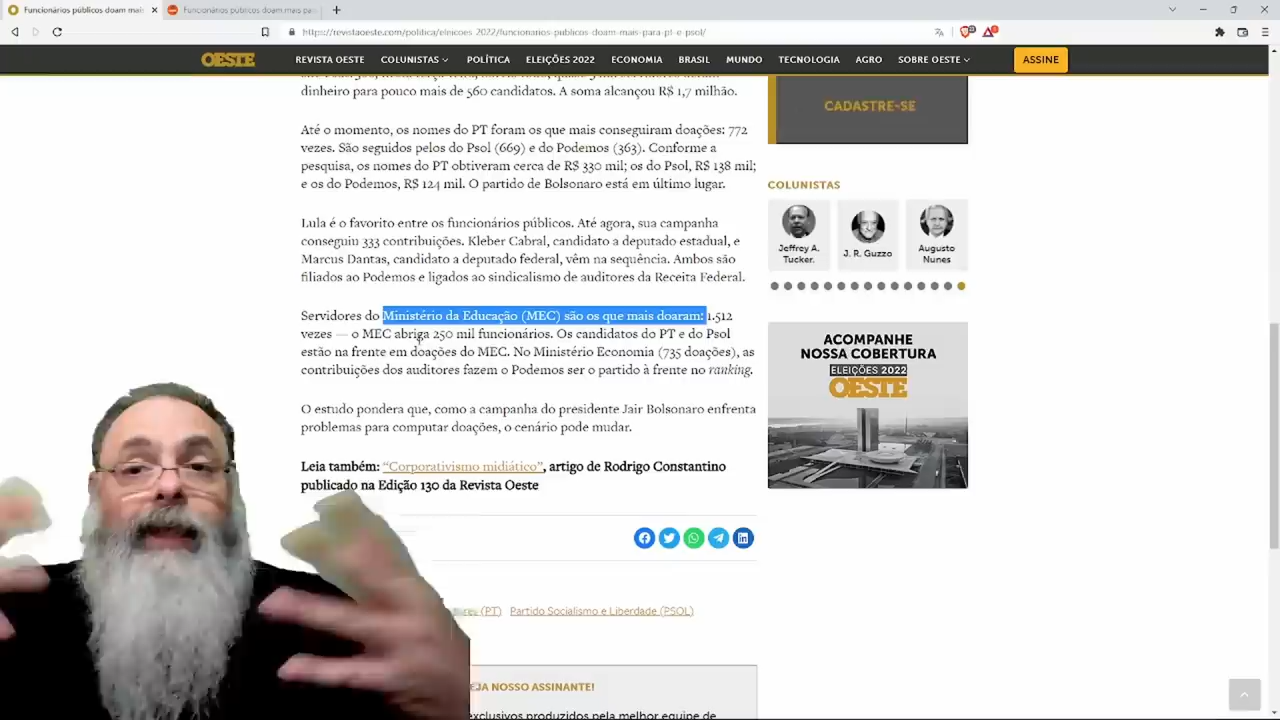 Funcionários públicos doam mais
Funcionários públicos doam mais pa
https://revistaoeste.com/politica/eleicoes-2022/funcionarios-publicos-doam-mais-para-pt-e-psol/
OESTE
REVISTA OESTE
COLUNISTAS
POLÍTICA
ELEIÇÕES 2022
ECONOMIA
BRASIL
MUNDO
TECNOLOGIA
AGRO
SOBRE OESTE
ASSINE
dinheiro para pouco mais de 560 candidatos. A soma alcançou R$ 1,7 milhão.
Até o momento, os nomes do PT foram os que mais conseguiram doações: 772
vezes. São seguidos pelos do Psol (669) e do Podemos (363). Conforme a
pesquisa, os nomes do PT obtiveram cerca de R$ 330 mil; os do Psol, R$ 138 mil;
e os do Podemos, R$ 124 mil. O partido de Bolsonaro está em último lugar.
Lula é o favorito entre os funcionários públicos. Até agora, sua campanha
conseguiu 333 contribuições. Kleber Cabral, candidato a deputado estadual, e
Marcus Dantas, candidato a deputado federal, vêm na sequência. Ambos são
filiados ao Podemos e ligados ao sindicalismo de auditores da Receita Federal.
Servidores do Ministério da Educação (MEC) são os que mais doaram: 1.512
vezes — o MEC abriga 250 mil funcionários. Os candidatos do PT e do Psol
estão na frente em doações do MEC. No Ministério Economia (735 doações), as
contribuições dos auditores fazem o Podemos ser o partido à frente no ranking.
O estudo pondera que, como a campanha do presidente Jair Bolsonaro enfrenta
problemas para computar doações, o cenário pode mudar.
Leia também: “Corporativismo midiático”, artigo de Rodrigo Constantino
publicado na Edição 130 da Revista Oeste
(PT)
Partido Socialismo e Liberdade (PSOL)
NOSSO ASSINANTE!
exclusivos produzidos pela melhor equipe de
CADASTRE-SE
COLUNISTAS
Jeffrey A.
Tucker.
J. R. Guzzo
Augusto
Nunes
ACOMPANHE
NOSSA COBERTURA
ELEIÇÕES 2022
OESTE